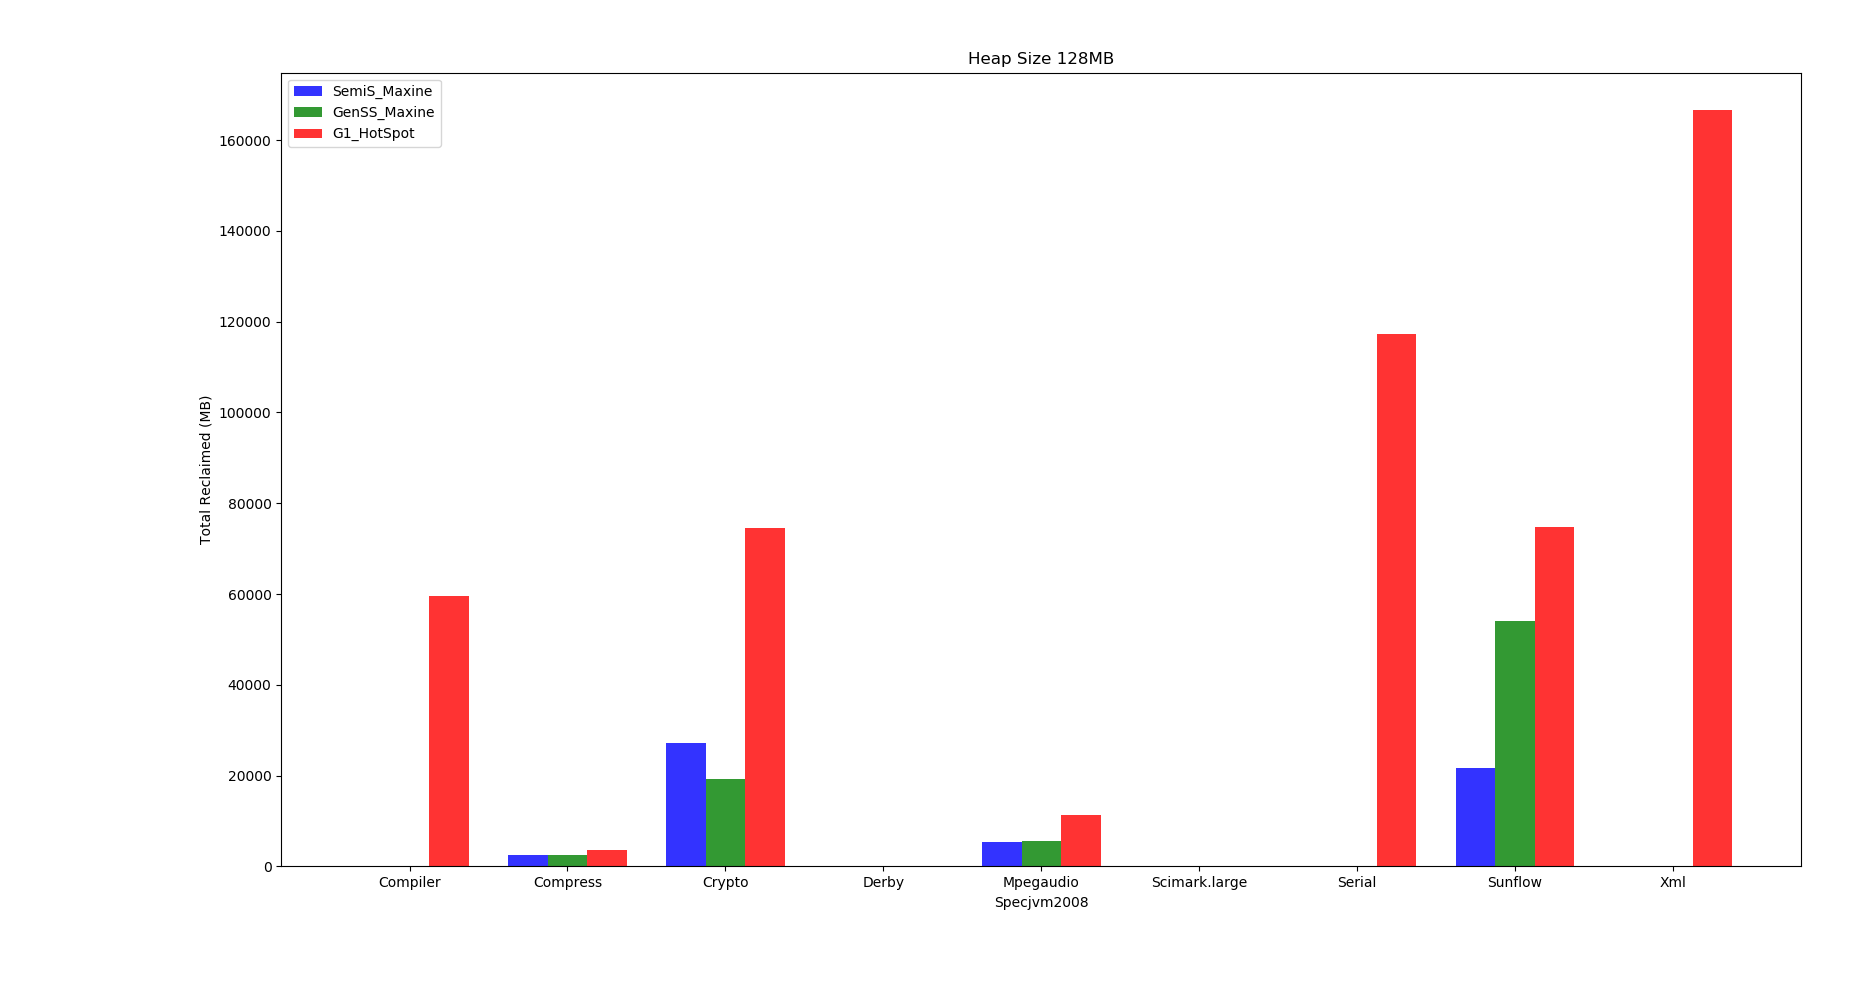 Heap Size 128MB
SemiS_Maxine
GenSS_Maxine
G1_HotSpot
Total Reclaimed (MB)
160000
140000
120000
100000
80000
60000
40000
20000
0
Compiler Compress Crypto Derby Mpegaudio Scimark.large Serial Sunflow Xml
Specjvm2008